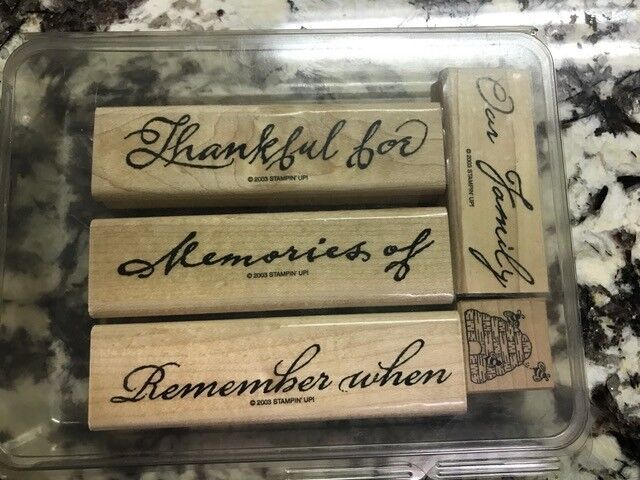 Thankful for
© 2003 STAMPIN' UP!
Memories of
© 2003 STAMPIN' UP!
Remember when
© 2003 STAMPIN' UP!
Our Family
© 2003 STAMPIN' UP!